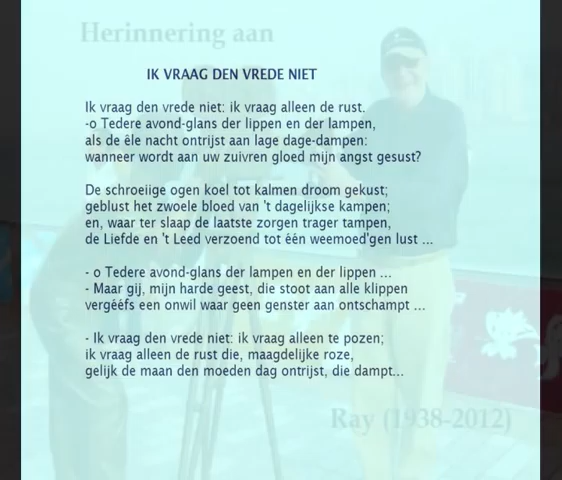 Herinnering aan
IK VRAAG DEN VREDE NIET
Ik vraag den vrede niet: ik vraag alleen de rust.
-o Tedere avond-glans der lippen en der lampen,
als de êle nacht ontrijst aan lage dage-dampen:
wanneer wordt aan uw zuivren gloed mijn angst gesust?
De schroeiige ogen koel tot kalmen droom gekust;
geblust het zwoele bloed van 't dagelijkse kampen;
en, waar ter slaap de laatste zorgen trager tampen,
de Liefde en 't Leed verzoend tot één weemoed'gen lust ...
- o Tedere avond-glans der lampen en der lippen ...
- Maar gij, mijn harde geest, die stoot aan alle klippen
vergééfs een onwil waar geen genster aan ontschampt ...
- Ik vraag den vrede niet: ik vraag alleen te pozen;
ik vraag alleen de rust die, maagdelijke roze,
gelijk de maan den moeden dag ontrijst, die dampt...
Ray (1938-2012)